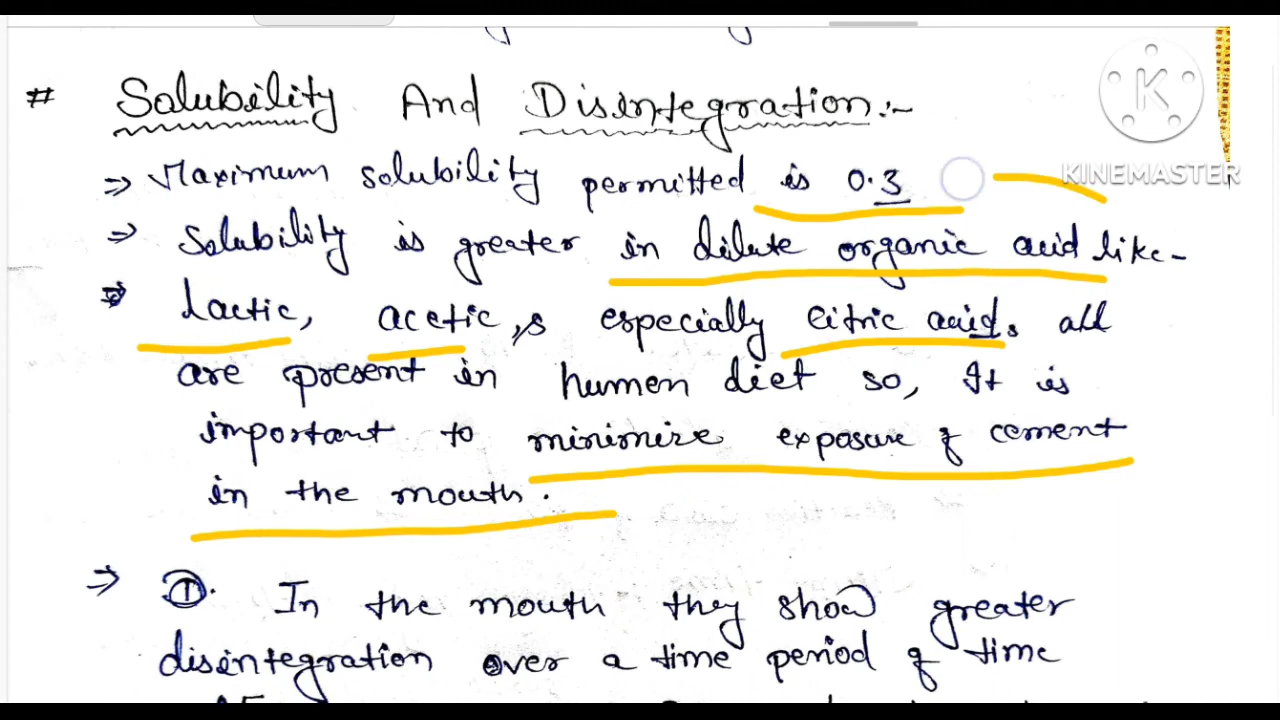 # Solubility And Disintegration:-
⇒ Maximum solubility permitted is 0.3
K
KINEMASTER
⇒ Solubility is greater in dilute organic acid like-
⇒ Lactic, acetic,s especially citric acid. all
are present in humen diet so, It is
important to minimize exposure of cement
in the mouth.
⇒ ①. In the mouth they show greater
disintegration over a time period of time